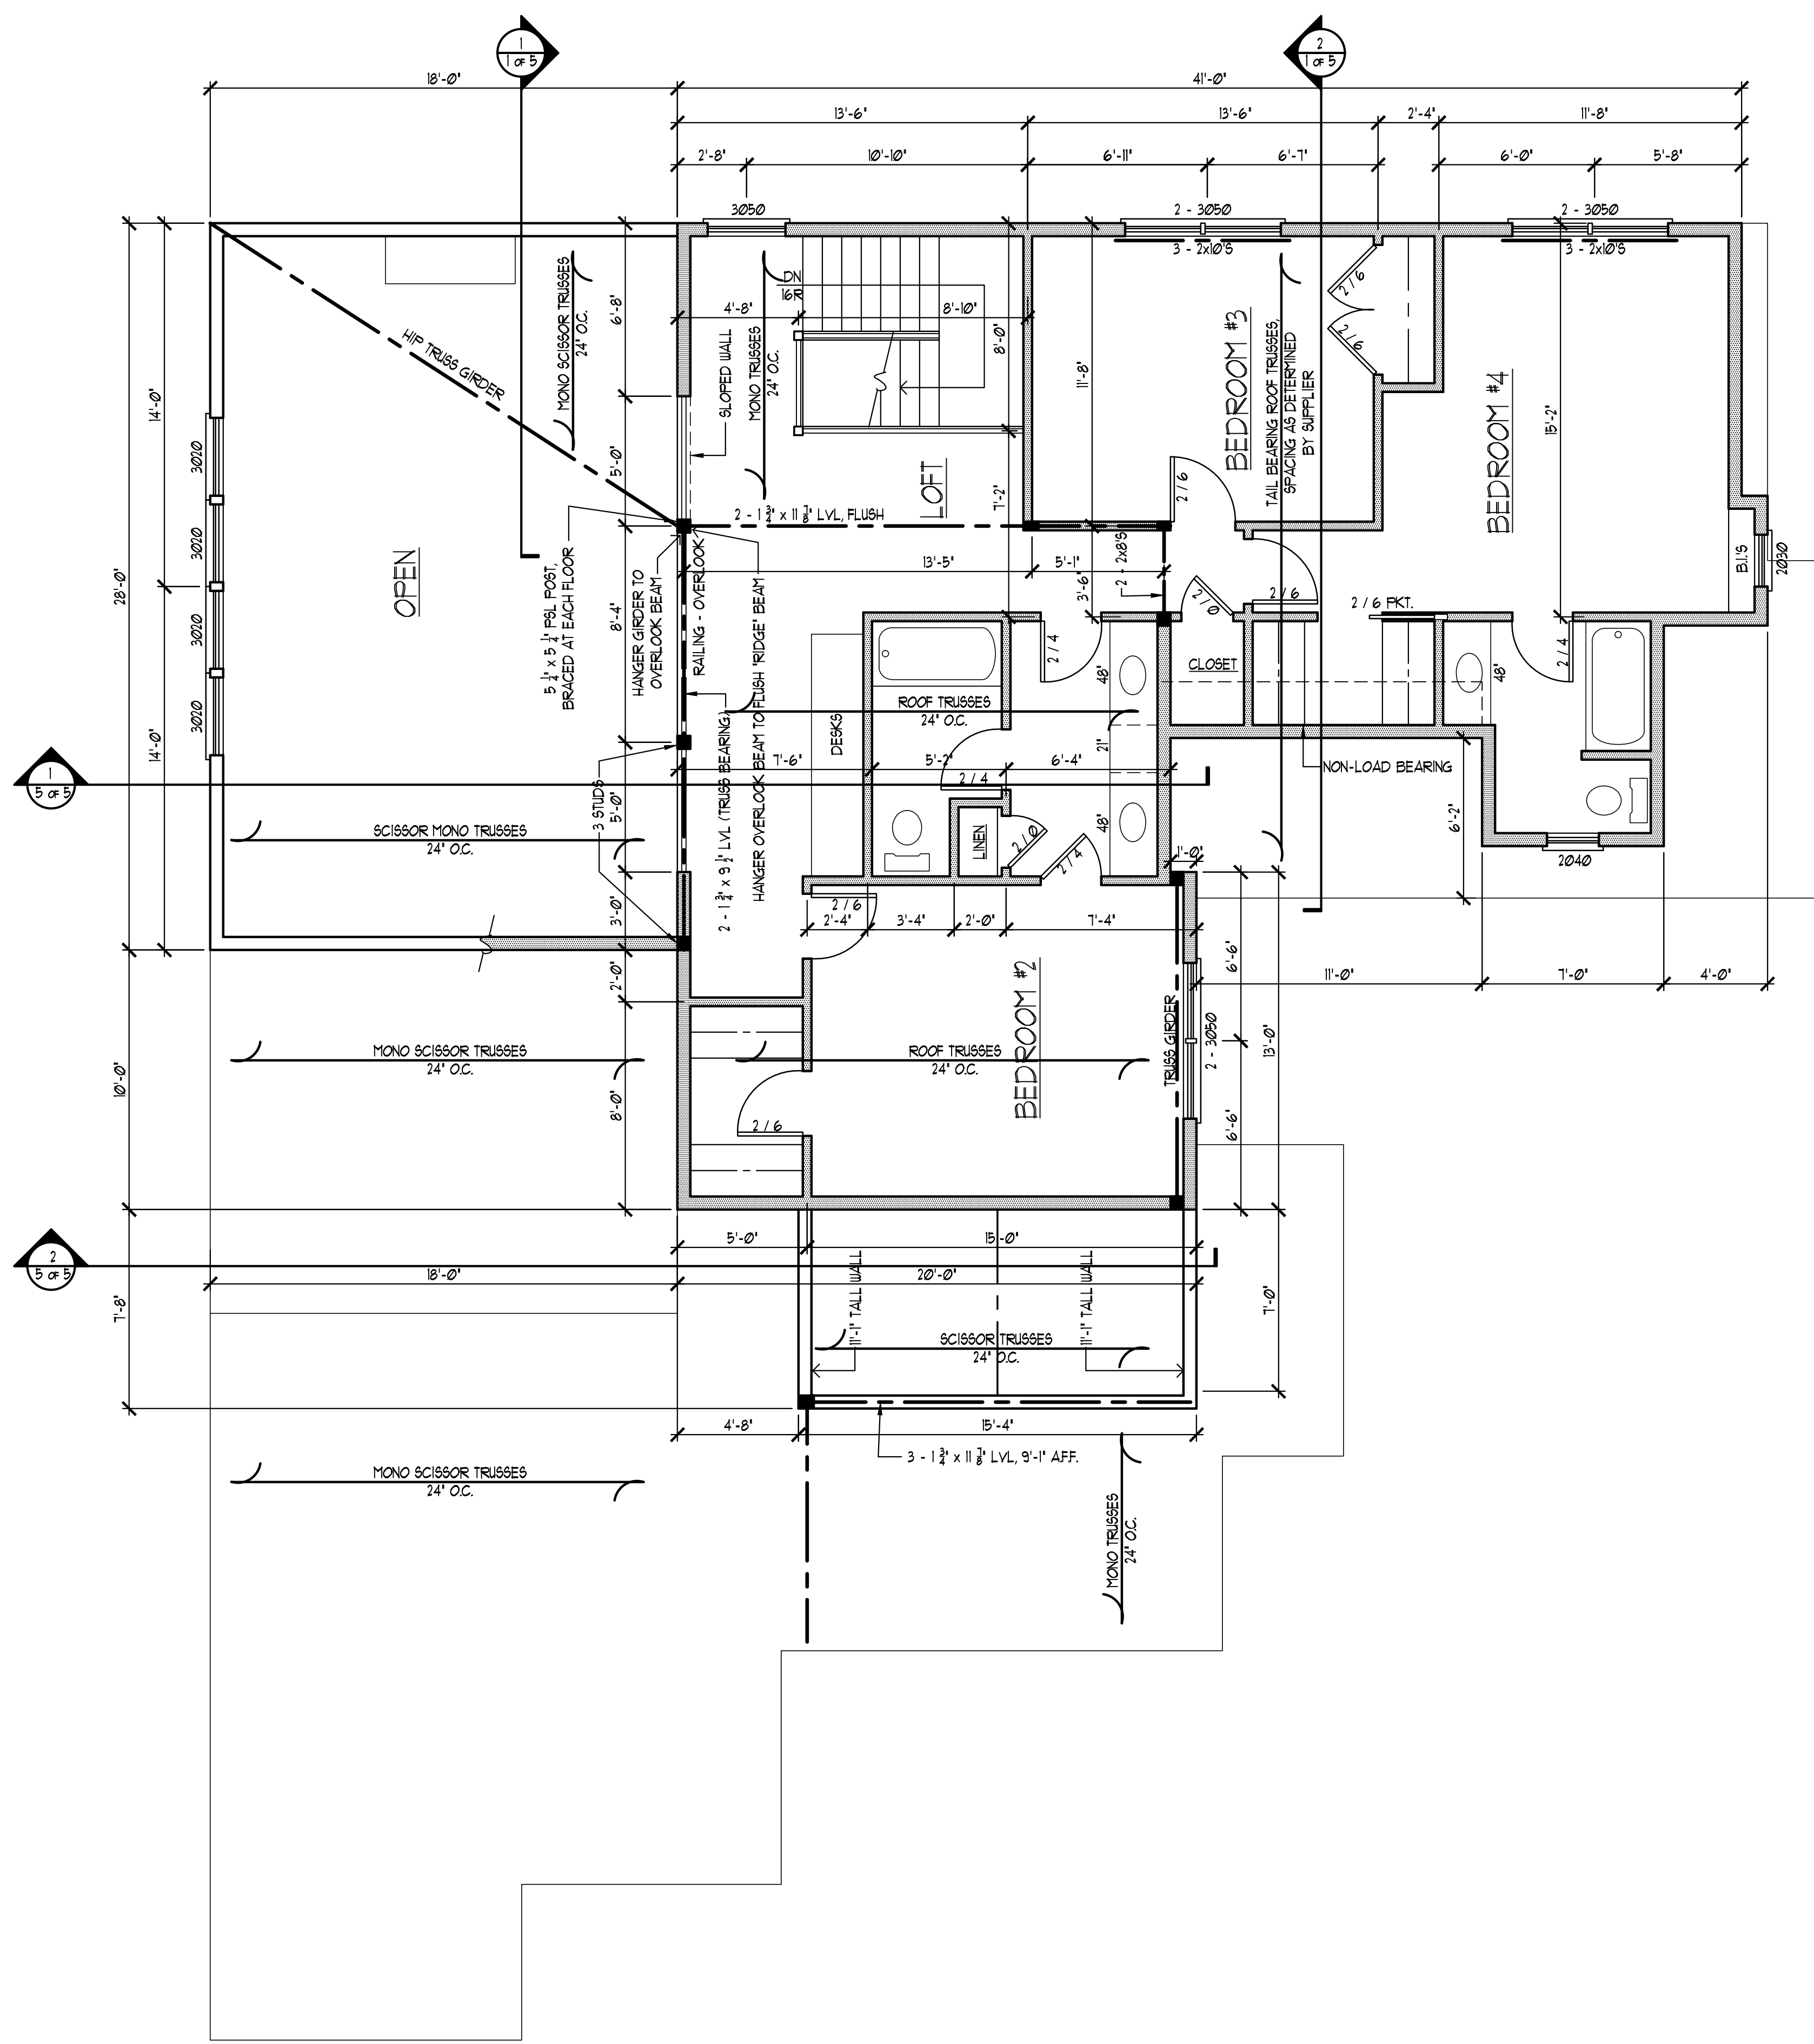 1
1 OF 5
2
1 OF 5
18'-0"
41'-0"
13'-6"
13'-6"
2'-4"
11'-8"
2'-8"
10'-10"
6'-11"
6'-7"
6'-0"
5'-8"
3050
2 - 3050
2 - 3050
3 - 2x10'S
3 - 2x10'S
14'-0"
28'-0"
14'-0"
3020
3020
3020
3020
HIP TRUSS GIRDER
MONO SCISSOR TRUSSES
24" O.C.
6'-8"
5'-0"
8'-4"
5'-0"
3'-0"
2'-0"
8'-0"
SLOPED WALL
MONO TRUSSES
24" O.C.
DN
16R
4'-8"
8'-10"
8'-0"
7'-2"
11'-8"
LOFT
OPEN
BEDROOM #3
TAIL BEARING ROOF TRUSSES,
SPACING AS DETERMINED
BY SUPPLIER
2 / 6
2 / 6
2 / 6
BEDROOM #4
15'-2"
2 - 1 3/4" x 11 7/8" LVL, FLUSH
13'-5"
5'-1"
3'-6"
2 - 2x8'S
2 / 0
2 / 6
2 / 6 PKT.
B.I.'S
2030
5 1/4" x 5 1/4" PSL POST,
BRACED AT EACH FLOOR
HANGER GIRDER TO
OVERLOOK BEAM
RAILING - OVERLOOK
2 - 1 3/4" x 9 1/2" LVL (TRUSS BEARING)
HANGER OVERLOOK BEAM TO FLUSH "RIDGE" BEAM
3 STUDS
DESKS
ROOF TRUSSES
24" O.C.
2 / 4
48"
21"
48"
CLOSET
48"
2 / 4
7'-6"
5'-2"
6'-4"
2 / 4
LINEN
2 / 0
2 / 4
NON-LOAD BEARING
6'-2"
2040
1'-0"
1
5 OF 5
SCISSOR MONO TRUSSES
24" O.C.
2 / 6
2'-4"
3'-4"
2'-0"
7'-4"
6'-6"
11'-0"
7'-0"
4'-0"
10'-0"
MONO SCISSOR TRUSSES
24" O.C.
ROOF TRUSSES
24" O.C.
BEDROOM #2
TRUSS GIRDER
2 - 3050
13'-0"
6'-6"
2 / 6
2
5 OF 5
7'-8"
5'-0"
15'-0"
18'-0"
20'-0"
11'-1" TALL WALL
11'-1" TALL WALL
7'-0"
SCISSOR TRUSSES
24" O.C.
4'-8"
15'-4"
3 - 1 3/4" x 11 7/8" LVL, 9'-1" A.F.F.
MONO SCISSOR TRUSSES
24" O.C.
MONO TRUSSES
24" O.C.